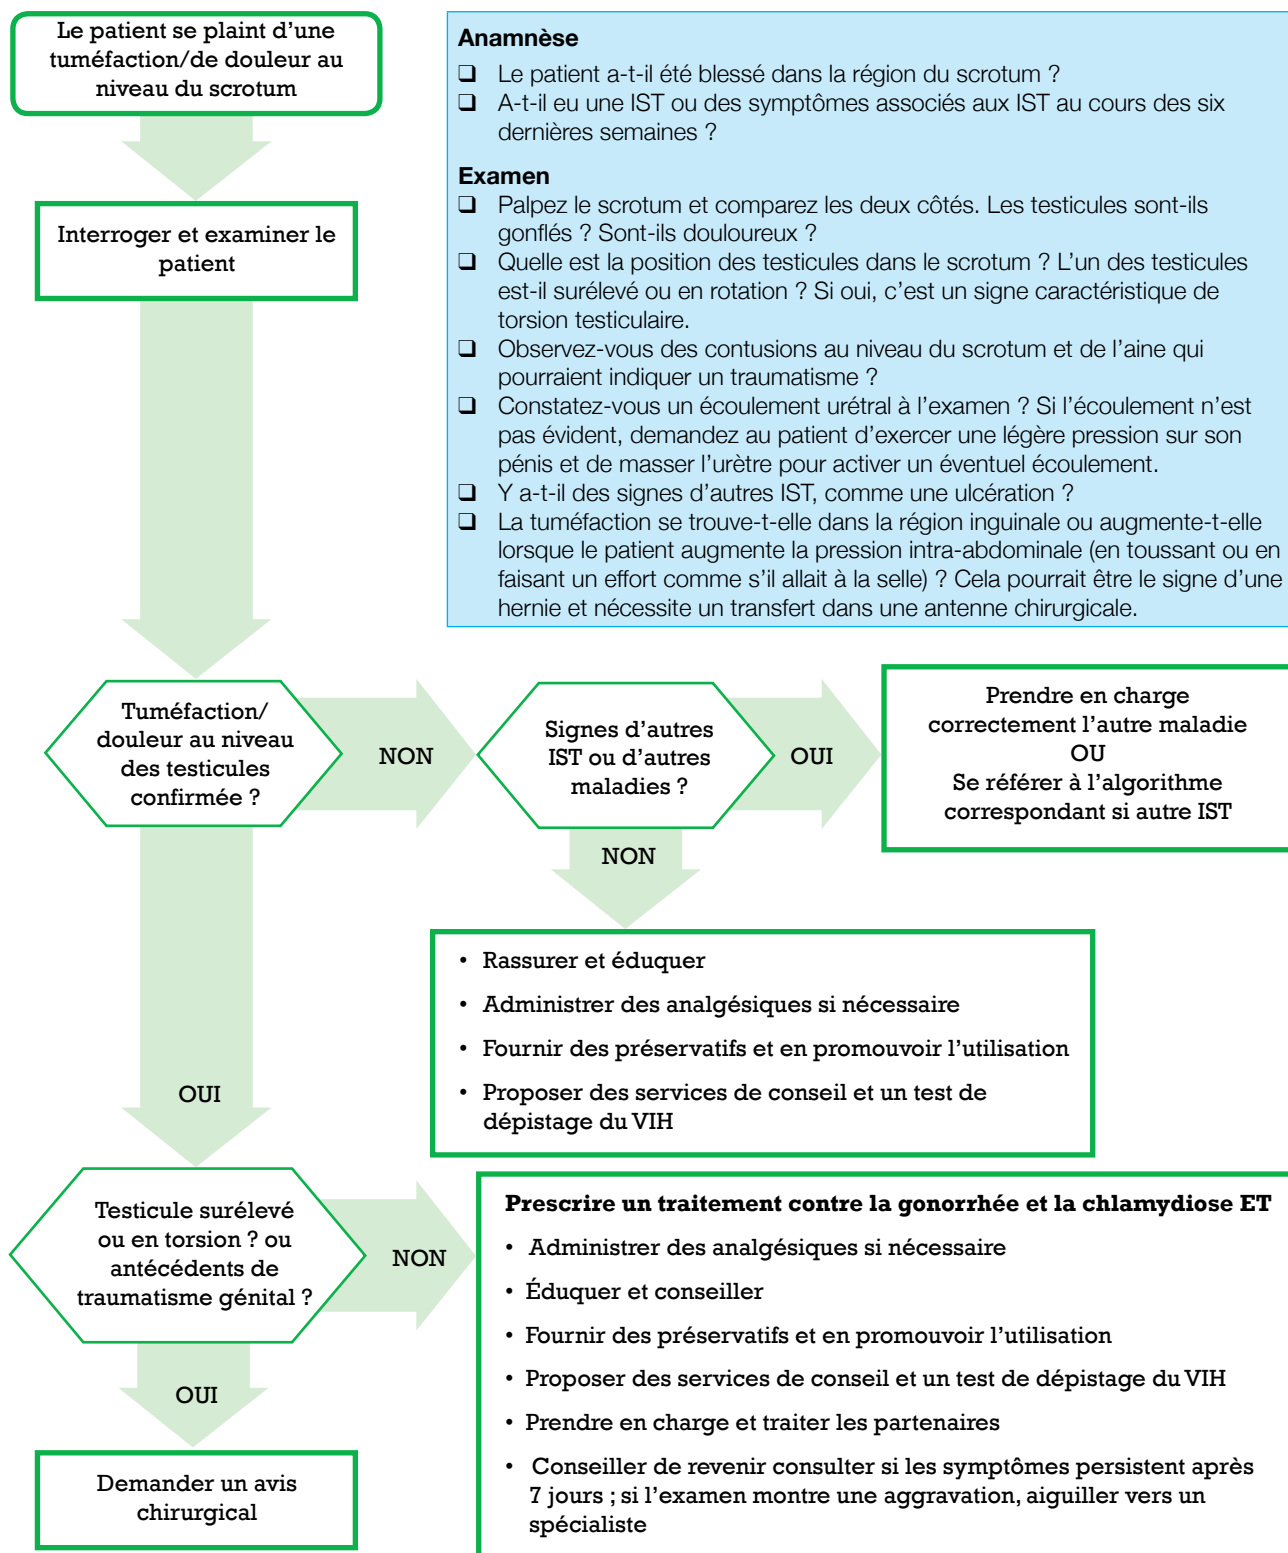 Le patient se plaint d’une
tuméfaction/de douleur au
niveau du scrotum
Interroger et examiner le
patient
Anamnèse
❑ Le patient a-t-il été blessé dans la région du scrotum ?
❑ A-t-il eu une IST ou des symptômes associés aux IST au cours des six
dernières semaines ?
Examen
❑ Palpez le scrotum et comparez les deux côtés. Les testicules sont-ils
gonflés ? Sont-ils douloureux ?
❑ Quelle est la position des testicules dans le scrotum ? L’un des testicules
est-il surélevé ou en rotation ? Si oui, c’est un signe caractéristique de
torsion testiculaire.
❑ Observez-vous des contusions au niveau du scrotum et de l’aine qui
pourraient indiquer un traumatisme ?
❑ Constatez-vous un écoulement urétral à l’examen ? Si l’écoulement n’est
pas évident, demandez au patient d’exercer une légère pression sur son
pénis et de masser l’urètre pour activer un éventuel écoulement.
❑ Y a-t-il des signes d’autres IST, comme une ulcération ?
❑ La tuméfaction se trouve-t-elle dans la région inguinale ou augmente-t-elle
lorsque le patient augmente la pression intra-abdominale (en toussant ou en
faisant un effort comme s’il allait à la selle) ? Cela pourrait être le signe d’une
hernie et nécessite un transfert dans une antenne chirurgicale.
Tuméfaction/
douleur au niveau
des testicules
confirmée ?
NON
Signes d’autres
IST ou d’autres
maladies ?
OUI
Prendre en charge
correctement l’autre maladie
OU
Se référer à l’algorithme
correspondant si autre IST
NON
• Rassurer et éduquer
• Administrer des analgésiques si nécessaire
• Fournir des préservatifs et en promouvoir l’utilisation
• Proposer des services de conseil et un test de
dépistage du VIH
OUI
Testicule surélevé
ou en torsion ? ou
antécédents de
traumatisme génital ?
NON
Prescrire un traitement contre la gonorrhée et la chlamydiose ET
• Administrer des analgésiques si nécessaire
• Éduquer et conseiller
• Fournir des préservatifs et en promouvoir l’utilisation
• Proposer des services de conseil et un test de dépistage du VIH
• Prendre en charge et traiter les partenaires
• Conseiller de revenir consulter si les symptômes persistent après
7 jours ; si l’examen montre une aggravation, aiguiller vers un
spécialiste
OUI
Demander un avis
chirurgical